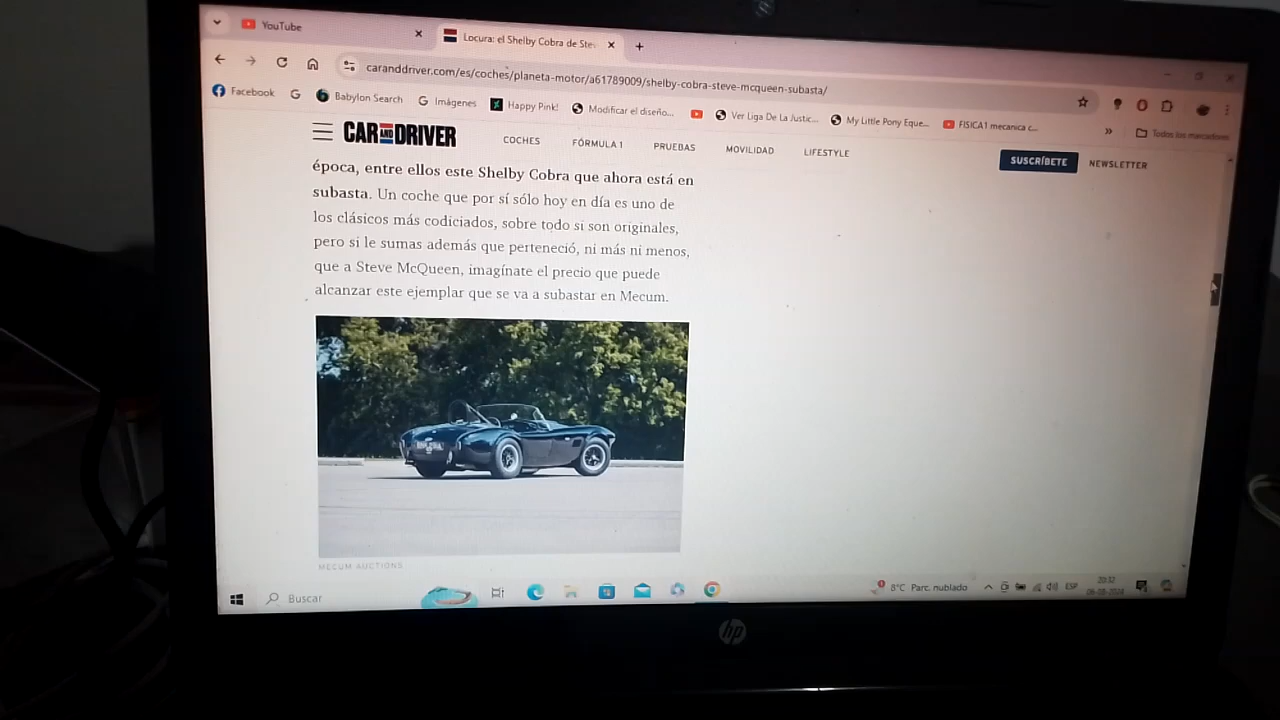 YouTube
Locura: el Shelby Cobra de Ste
caranddriver.com/es/coches/planeta-motor/a61789009/shelby-cobra-steve-mcqueen-subasta/
Facebook Babylon Search Imágenes Happy Pink! Modificar el diseño... Ver Liga De La Justic... My Little Pony Eque... FISICA1 mecanica c... » Todos los marcadores
CAR AND DRIVER COCHES FÓRMULA 1 PRUEBAS MOVILIDAD LIFESTYLE SUSCRÍBETE NEWSLETTER
época, entre ellos este Shelby Cobra que ahora está en
subasta. Un coche que por sí sólo hoy en día es uno de
los clásicos más codiciados, sobre todo si son originales,
pero si le sumas además que perteneció, ni más ni menos,
que a Steve McQueen, imagínate el precio que puede
alcanzar este ejemplar que se va a subastar en Mecum.
MECUM AUCTIONS
Buscar 8°C Parc. nublado ESP 20:32
hp